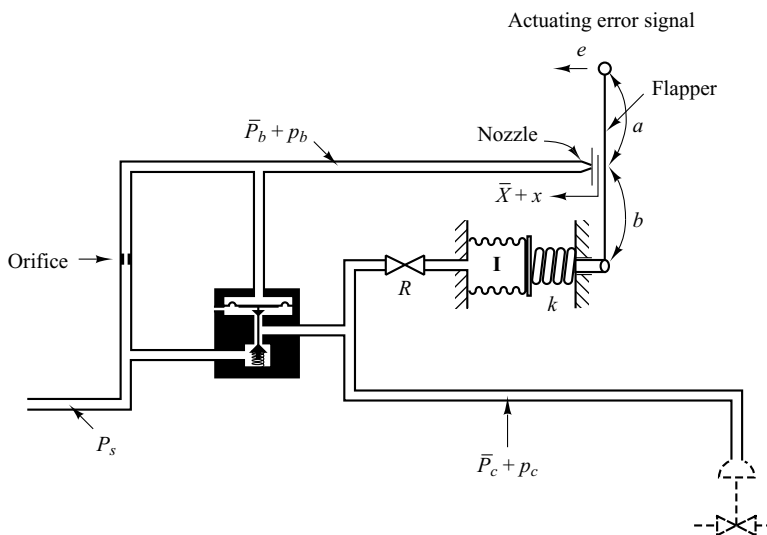 Actuating error signal
e
Flapper
a
P̄b + pb
Nozzle
X̄ + x
b
Orifice
I
R
k
Ps
P̄c + pc